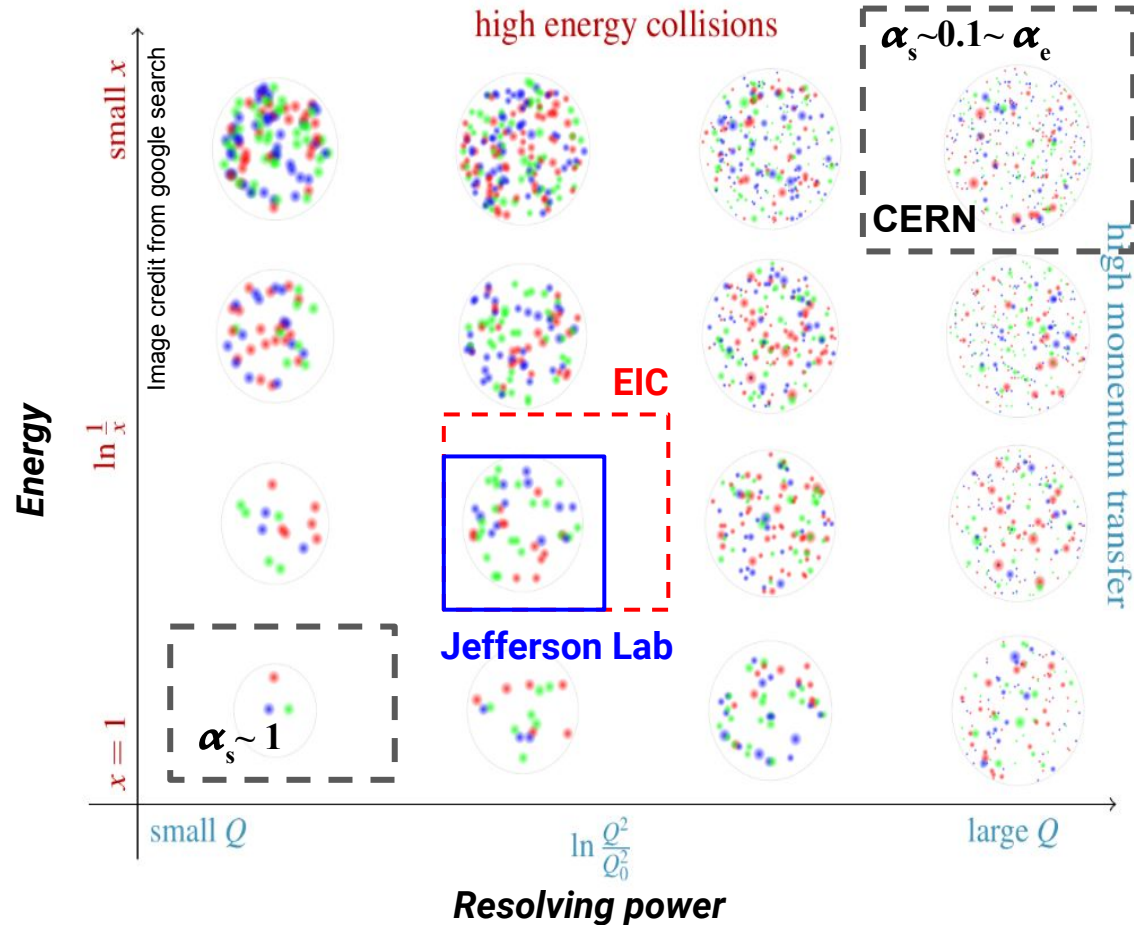 high energy collisions
αs~0.1~ αe
small x
Image credit from google search
CERN
high momentum transfer
EIC
Energy
ln 1/x
Jefferson Lab
αs~ 1
x = 1
small Q
ln Q²/Q₀²
large Q
Resolving power